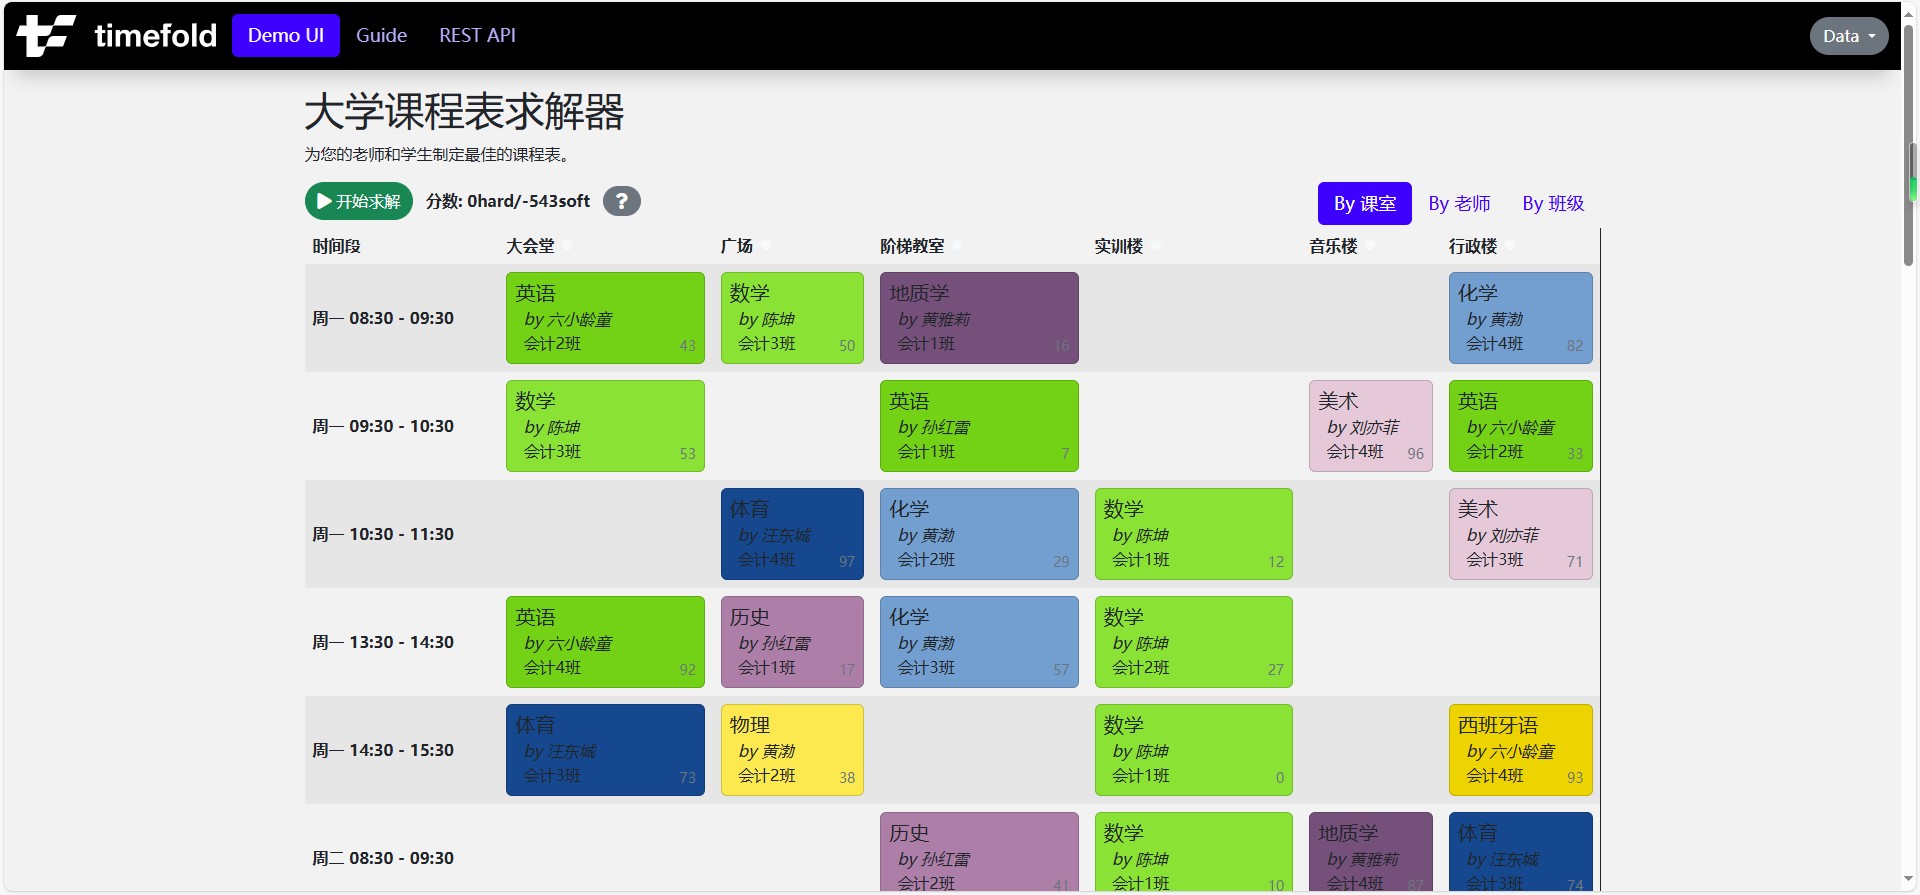 timefold Demo UI Guide REST API Data
大学课程表求解器
为您的老师和学生制定最佳的课程表。
开始求解 分数: 0hard/-543soft ? By 课室 By 老师 By 班级
时间段 大会堂 广场 阶梯教室 实训楼 音乐楼 行政楼
周一 08:30 - 09:30
英语
by 六小龄童
会计2班 43
数学
by 陈坤
会计3班 50
地质学
by 黄雅莉
会计1班 16
化学
by 黄渤
会计4班 82
周一 09:30 - 10:30
数学
by 陈坤
会计3班 53
英语
by 孙红雷
会计1班 7
美术
by 刘亦菲
会计4班 96
英语
by 六小龄童
会计2班 33
周一 10:30 - 11:30
体育
by 汪东城
会计4班 97
化学
by 黄渤
会计2班 29
数学
by 陈坤
会计1班 12
美术
by 刘亦菲
会计3班 71
周一 13:30 - 14:30
英语
by 六小龄童
会计4班 92
历史
by 孙红雷
会计1班 17
化学
by 黄渤
会计3班 57
数学
by 陈坤
会计2班 27
周一 14:30 - 15:30
体育
by 汪东城
会计3班 73
物理
by 黄渤
会计2班 38
数学
by 陈坤
会计1班 0
西班牙语
by 六小龄童
会计4班 93
周二 08:30 - 09:30
历史
by 孙红雷
会计2班 41
数学
by 陈坤
会计1班 10
地质学
by 黄雅莉
会计4班 87
体育
by 汪东城
会计3班 74